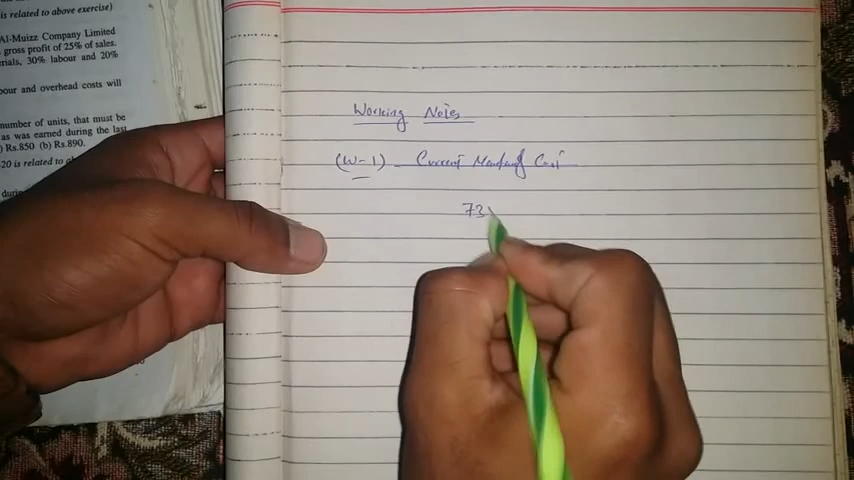 is related to above exercise)
Al-Muizz Company Limited
gross profit of 25% of sales.
rials, 30% labour and 20%
our and overhead costs will
number of units, that must be
as was earned during the last
) Rs.850 (b) Rs.890.
20 is related to
Working Notes
(W-1) Current Manduf Cost
73